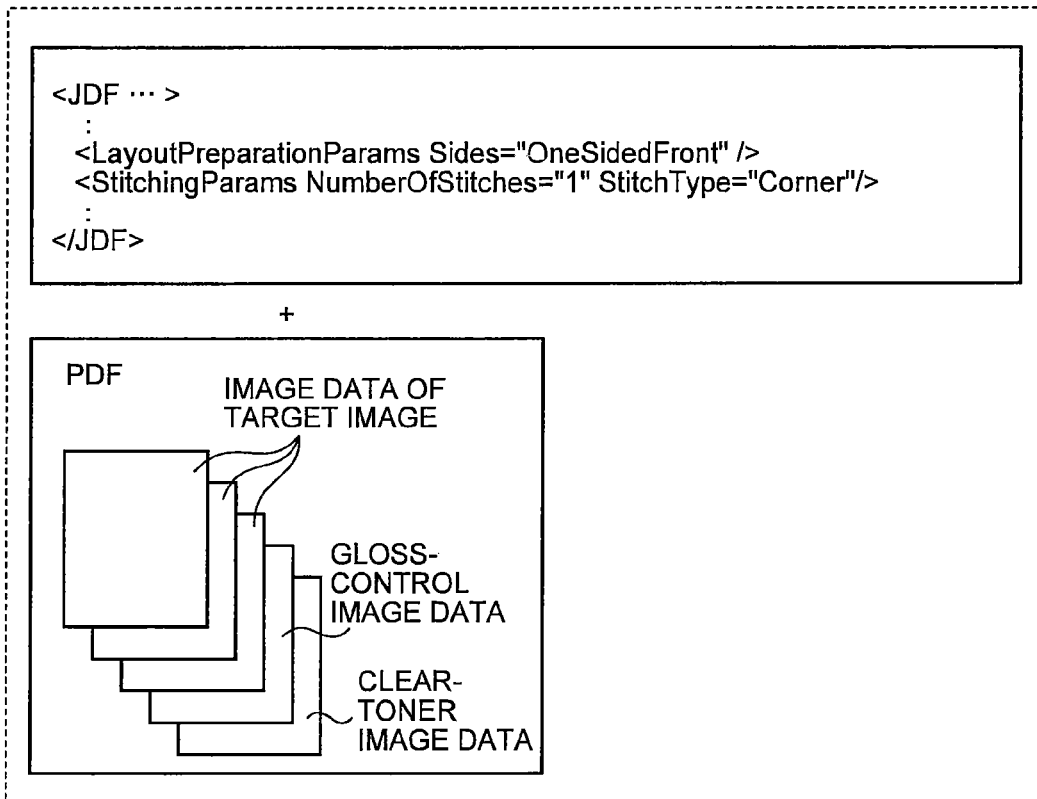 <JDF ··· >
:
<LayoutPreparationParams Sides="OneSidedFront" />
<StitchingParams NumberOfStitches="1" StitchType="Corner"/>
:
</JDF>
+
PDF
IMAGE DATA OF
TARGET IMAGE
GLOSS-
CONTROL
IMAGE DATA
CLEAR-
TONER
IMAGE DATA